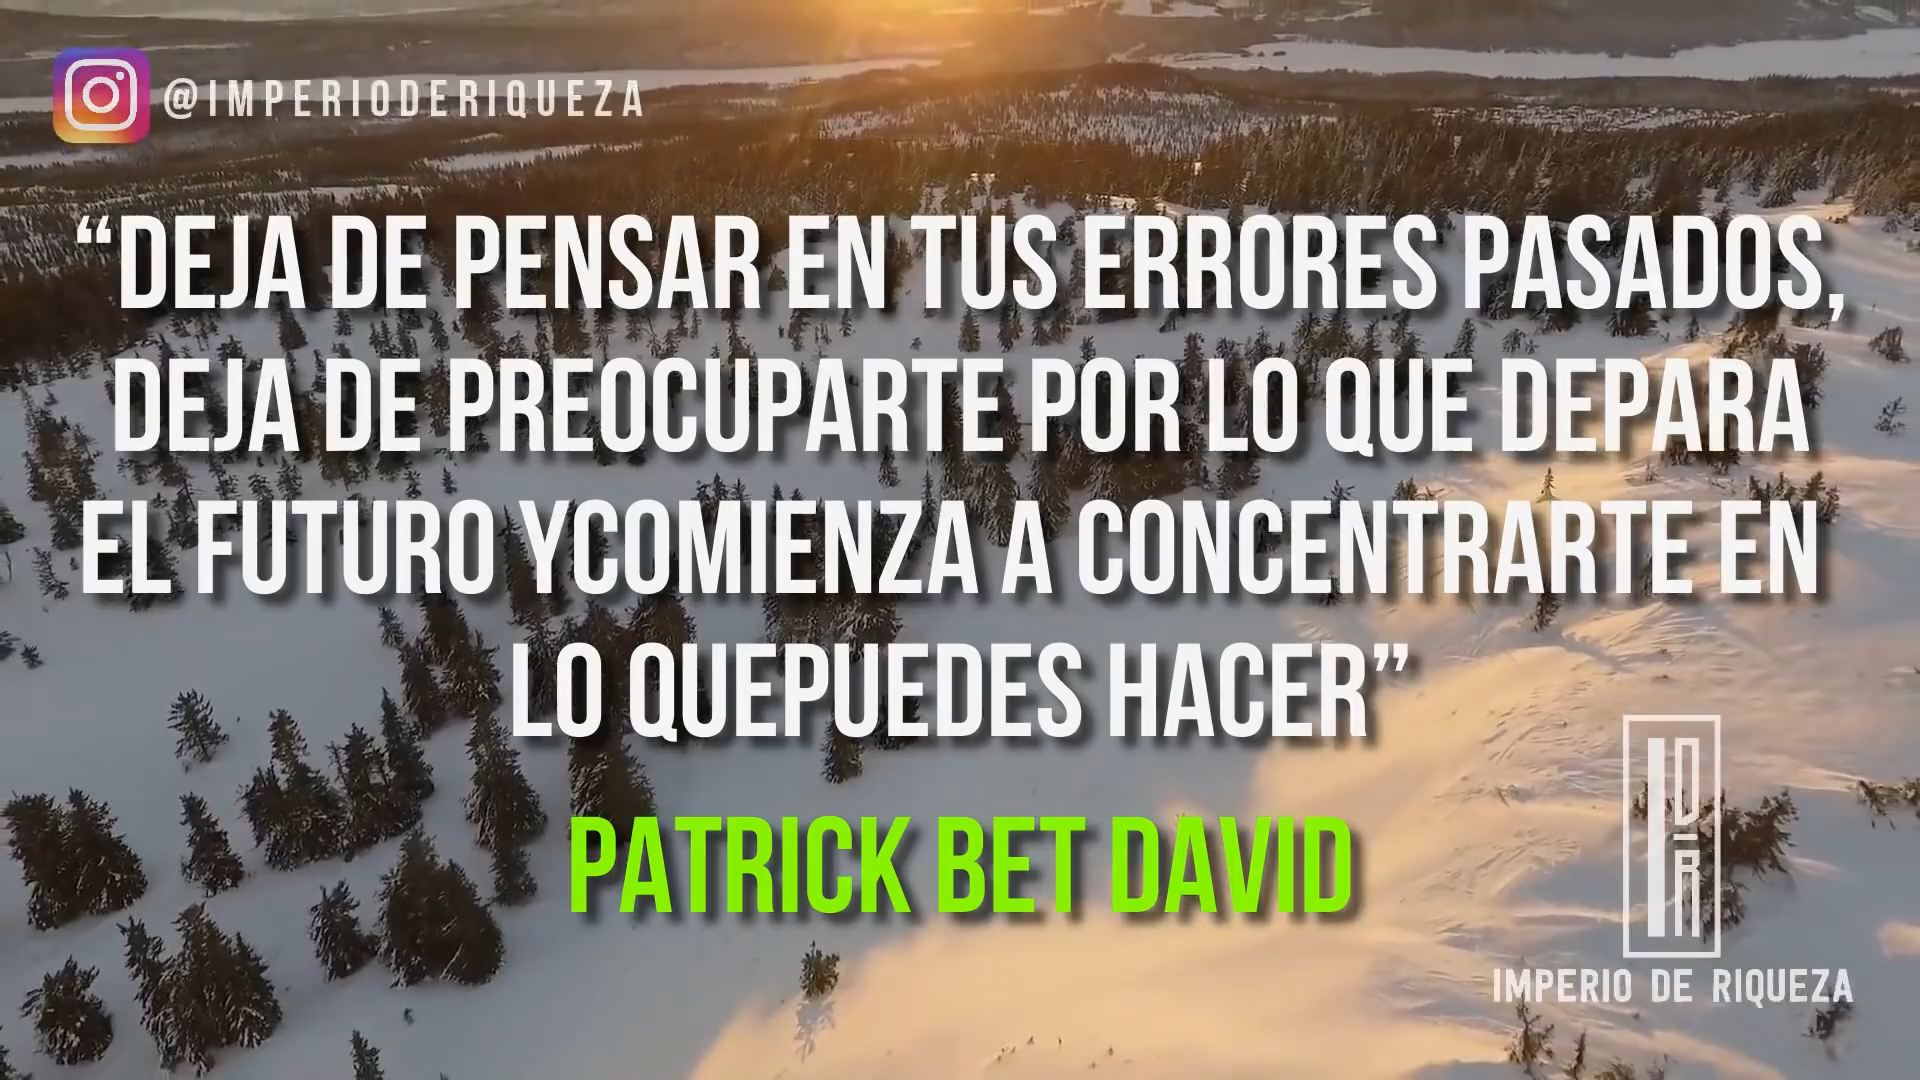 @IMPERIODERIQUEZA
“DEJA DE PENSAR EN TUS ERRORES PASADOS,
DEJA DE PREOCUPARTE POR LO QUE DEPARA
EL FUTURO YCOMIENZA A CONCENTRARTE EN
LO QUEPUEDES HACER”
PATRICK BET DAVID
IDR
IMPERIO DE RIQUEZA